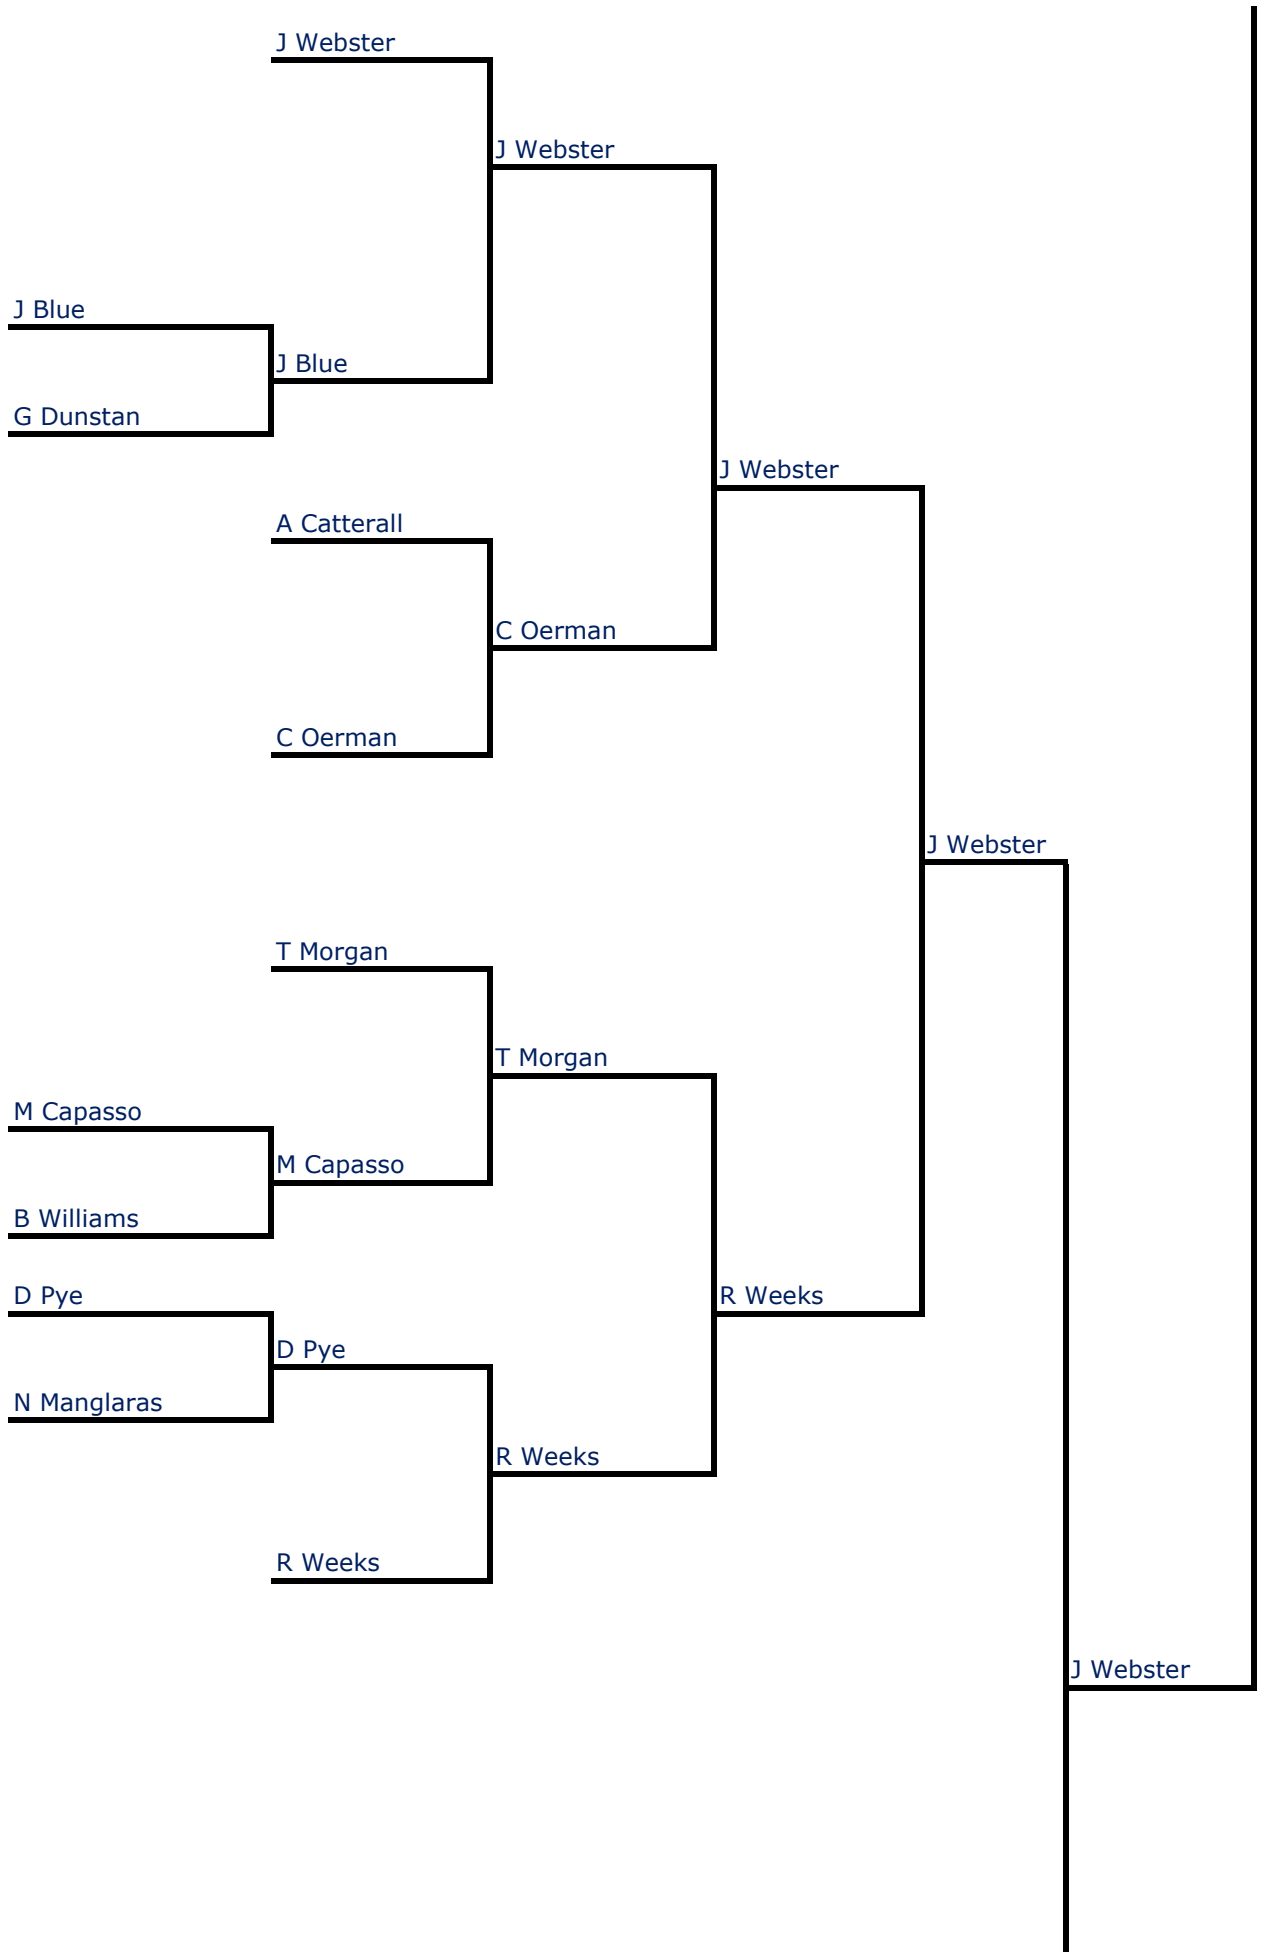 J Webster
J Webster
J Blue
J Blue
G Dunstan
J Webster
A Catterall
C Oerman
C Oerman
J Webster
T Morgan
T Morgan
M Capasso
M Capasso
B Williams
D Pye
R Weeks
D Pye
N Manglaras
R Weeks
R Weeks
J Webster